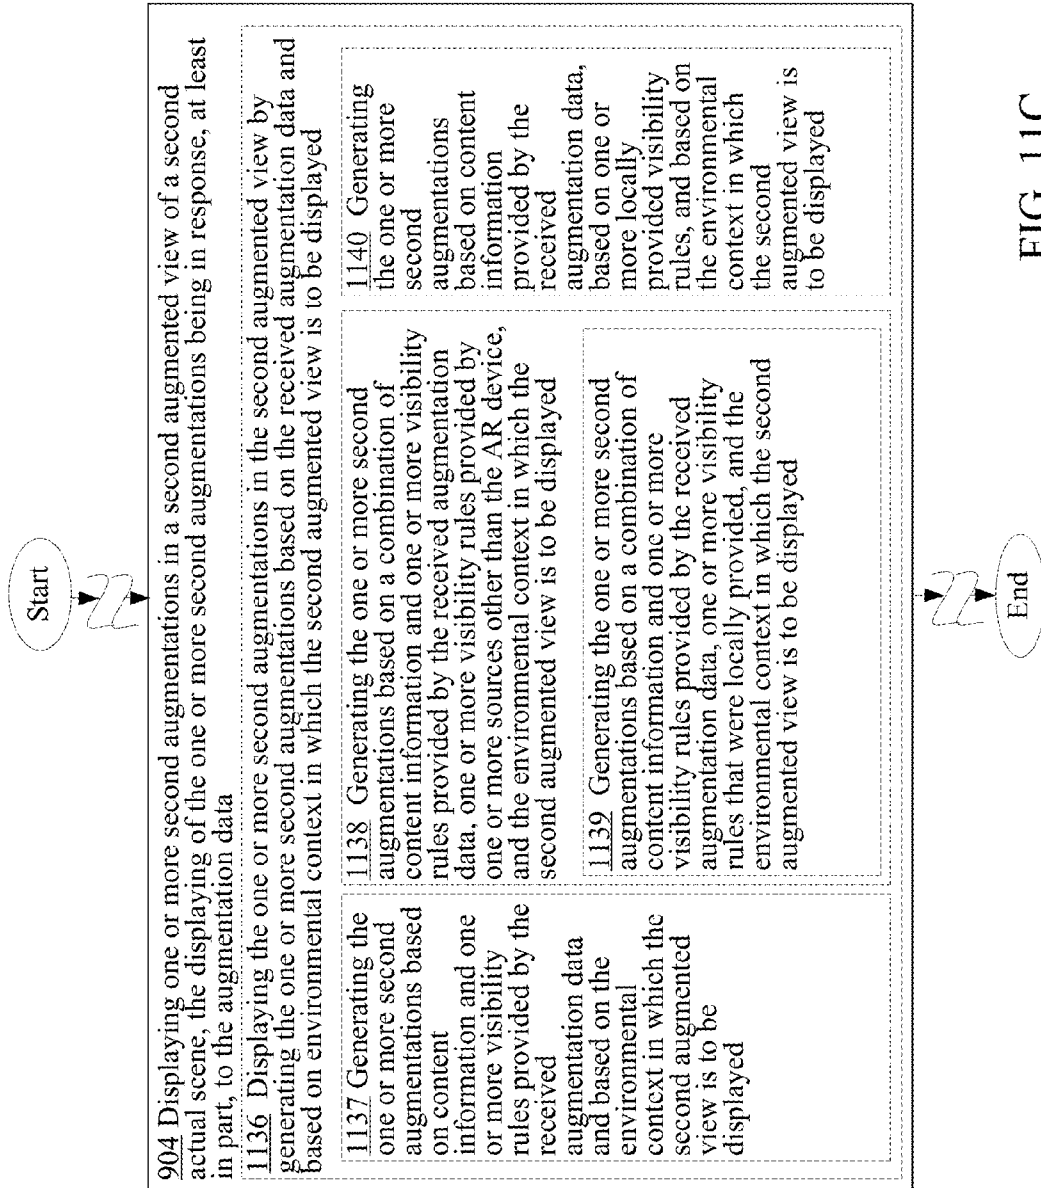 Start
904 Displaying one or more second augmentations in a second augmented view of a second
actual scene, the displaying of the one or more second augmentations being in response, at least
in part, to the augmentation data
1136 Displaying the one or more second augmentations in the second augmented view by
generating the one or more second augmentations based on the received augmentation data and
based on environmental context in which the second augmented view is to be displayed
1137 Generating the
one or more second
augmentations based
on content
information and one
or more visibility
rules provided by the
received
augmentation data
and based on the
environmental
context in which the
second augmented
view is to be
displayed
1138 Generating the one or more second
augmentations based on a combination of
content information and one or more visibility
rules provided by the received augmentation
data, one or more visibility rules provided by
one or more sources other than the AR device,
and the environmental context in which the
second augmented view is to be displayed
1139 Generating the one or more second
augmentations based on a combination of
content information and one or more
visibility rules provided by the received
augmentation data, one or more visibility
rules that were locally provided, and the
environmental context in which the second
augmented view is to be displayed
1140 Generating
the one or more
second
augmentations
based on content
information
provided by the
received
augmentation data,
based on one or
more locally
provided visibility
rules, and based on
the environmental
context in which
the second
augmented view is
to be displayed
End
FIG. 11C